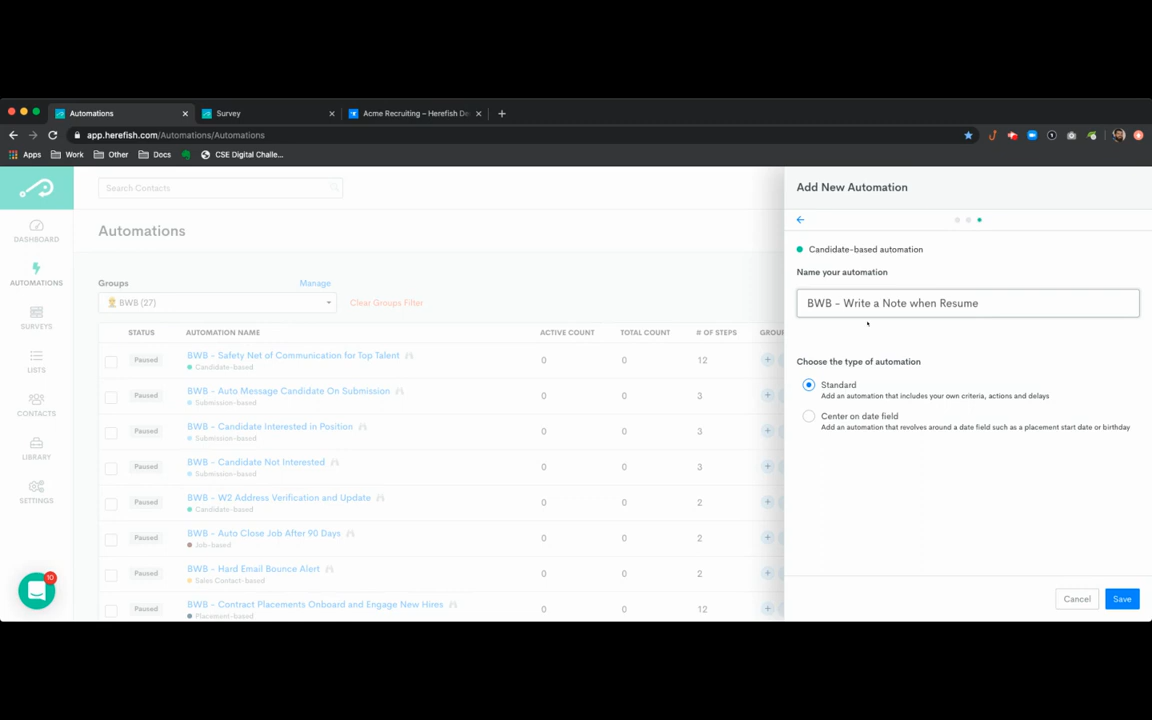 Automations
Survey
Acme Recruiting – Herefish De
app.herefish.com/Automations/Automations
Apps
Work
Other
Docs
CSE Digital Challe...
Search Contacts
Add New Automation
DASHBOARD
AUTOMATIONS
SURVEYS
LISTS
CONTACTS
LIBRARY
SETTINGS
10
Automations
Groups
Manage
BWB (27)
Clear Groups Filter
STATUS AUTOMATION NAME ACTIVE COUNT TOTAL COUNT # OF STEPS GROU
Paused BWB - Safety Net of Communication for Top Talent 0 0 12
Candidate-based
Paused BWB - Auto Message Candidate On Submission 0 0 3
Submission-based
Paused BWB - Candidate Interested in Position 0 0 3
Submission-based
Paused BWB - Candidate Not Interested 0 0 3
Submission-based
Paused BWB - W2 Address Verification and Update 0 0 2
Candidate-based
Paused BWB - Auto Close Job After 90 Days 0 0 2
Job-based
Paused BWB - Hard Email Bounce Alert 0 0 2
Sales Contact-based
Paused BWB - Contract Placements Onboard and Engage New Hires 0 0 12
Placement-based
Candidate-based automation
Name your automation
BWB - Write a Note when Resume
Choose the type of automation
Standard
Add an automation that includes your own criteria, actions and delays
Center on date field
Add an automation that revolves around a date field such as a placement start date or birthday
Cancel
Save